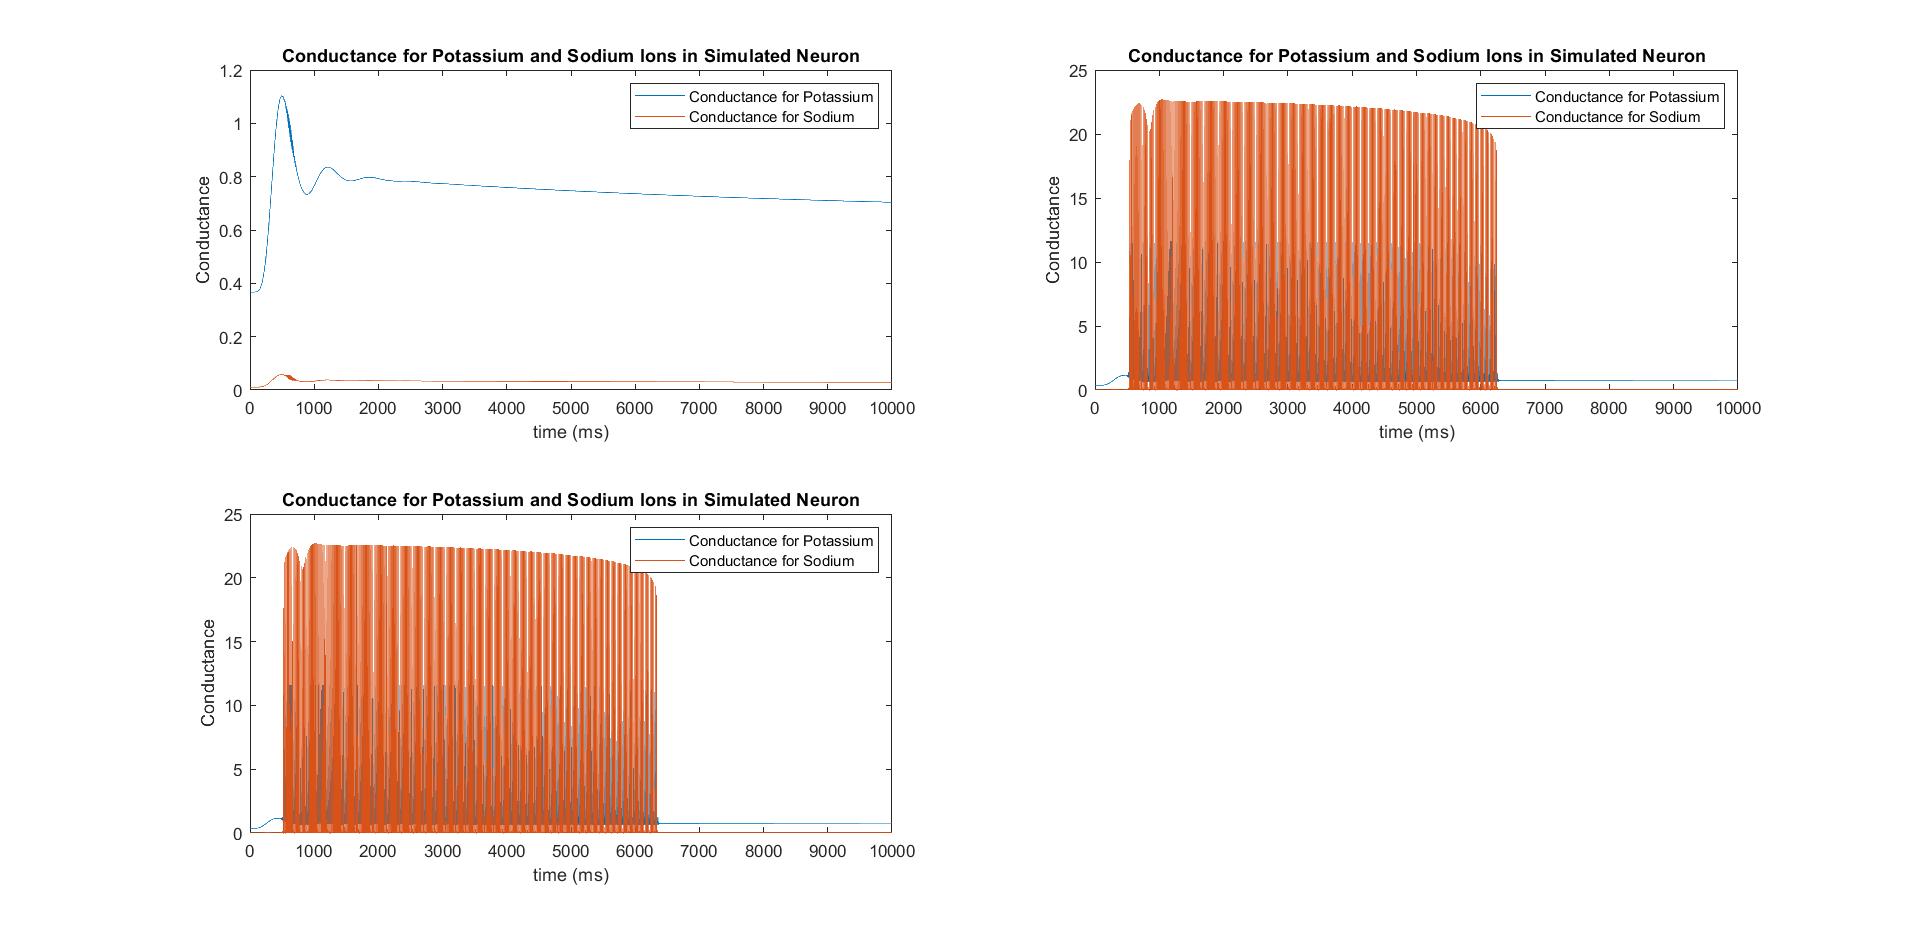 Conductance for Potassium and Sodium Ions in Simulated Neuron
1.2
1
0.8
0.6
0.4
0.2
0
Conductance
Conductance for Potassium
Conductance for Sodium
0 1000 2000 3000 4000 5000 6000 7000 8000 9000 10000
time (ms)
Conductance for Potassium and Sodium Ions in Simulated Neuron
25
20
15
10
5
0
Conductance
Conductance for Potassium
Conductance for Sodium
0 1000 2000 3000 4000 5000 6000 7000 8000 9000 10000
time (ms)
Conductance for Potassium and Sodium Ions in Simulated Neuron
25
20
15
10
5
0
Conductance
Conductance for Potassium
Conductance for Sodium
0 1000 2000 3000 4000 5000 6000 7000 8000 9000 10000
time (ms)